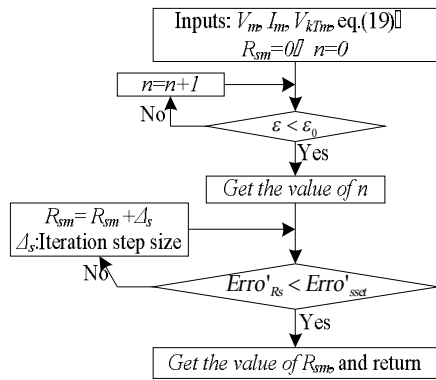 Inputs: Vm, Im, VkTm, eq.(19)
Rsm=0 n=0
n=n+1
No
ε < ε0
Yes
Get the value of n
Rsm= Rsm+Δs
Δs:Iteration step size
No
Erro'Rs < Erro'sset
Yes
Get the value of Rsm, and return